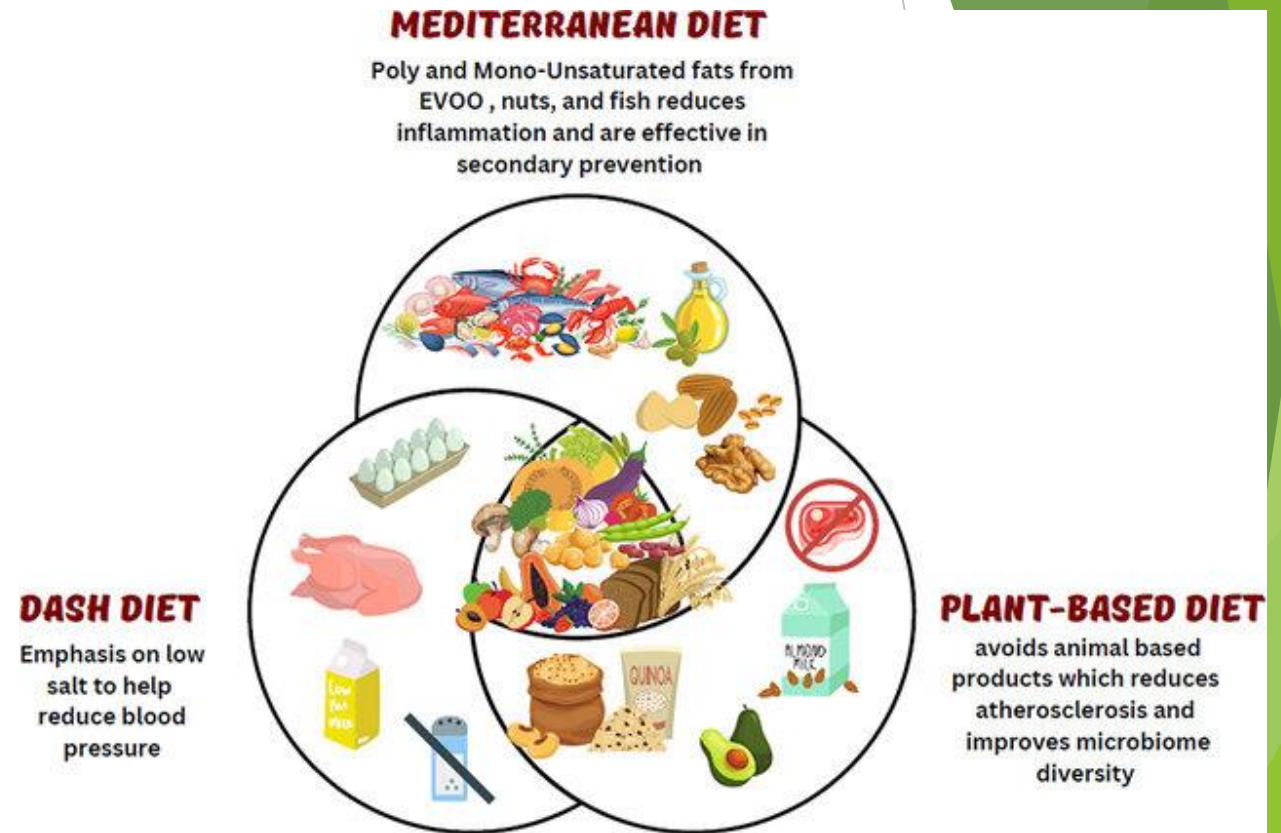 MEDITERRANEAN DIET
Poly and Mono-Unsaturated fats from
EVOO , nuts, and fish reduces
inflammation and are effective in
secondary prevention
DASH DIET
Emphasis on low
salt to help
reduce blood
pressure
Low
Fat
Milk
QUINOA
ALMOND
MILK
PLANT-BASED DIET
avoids animal based
products which reduces
atherosclerosis and
improves microbiome
diversity